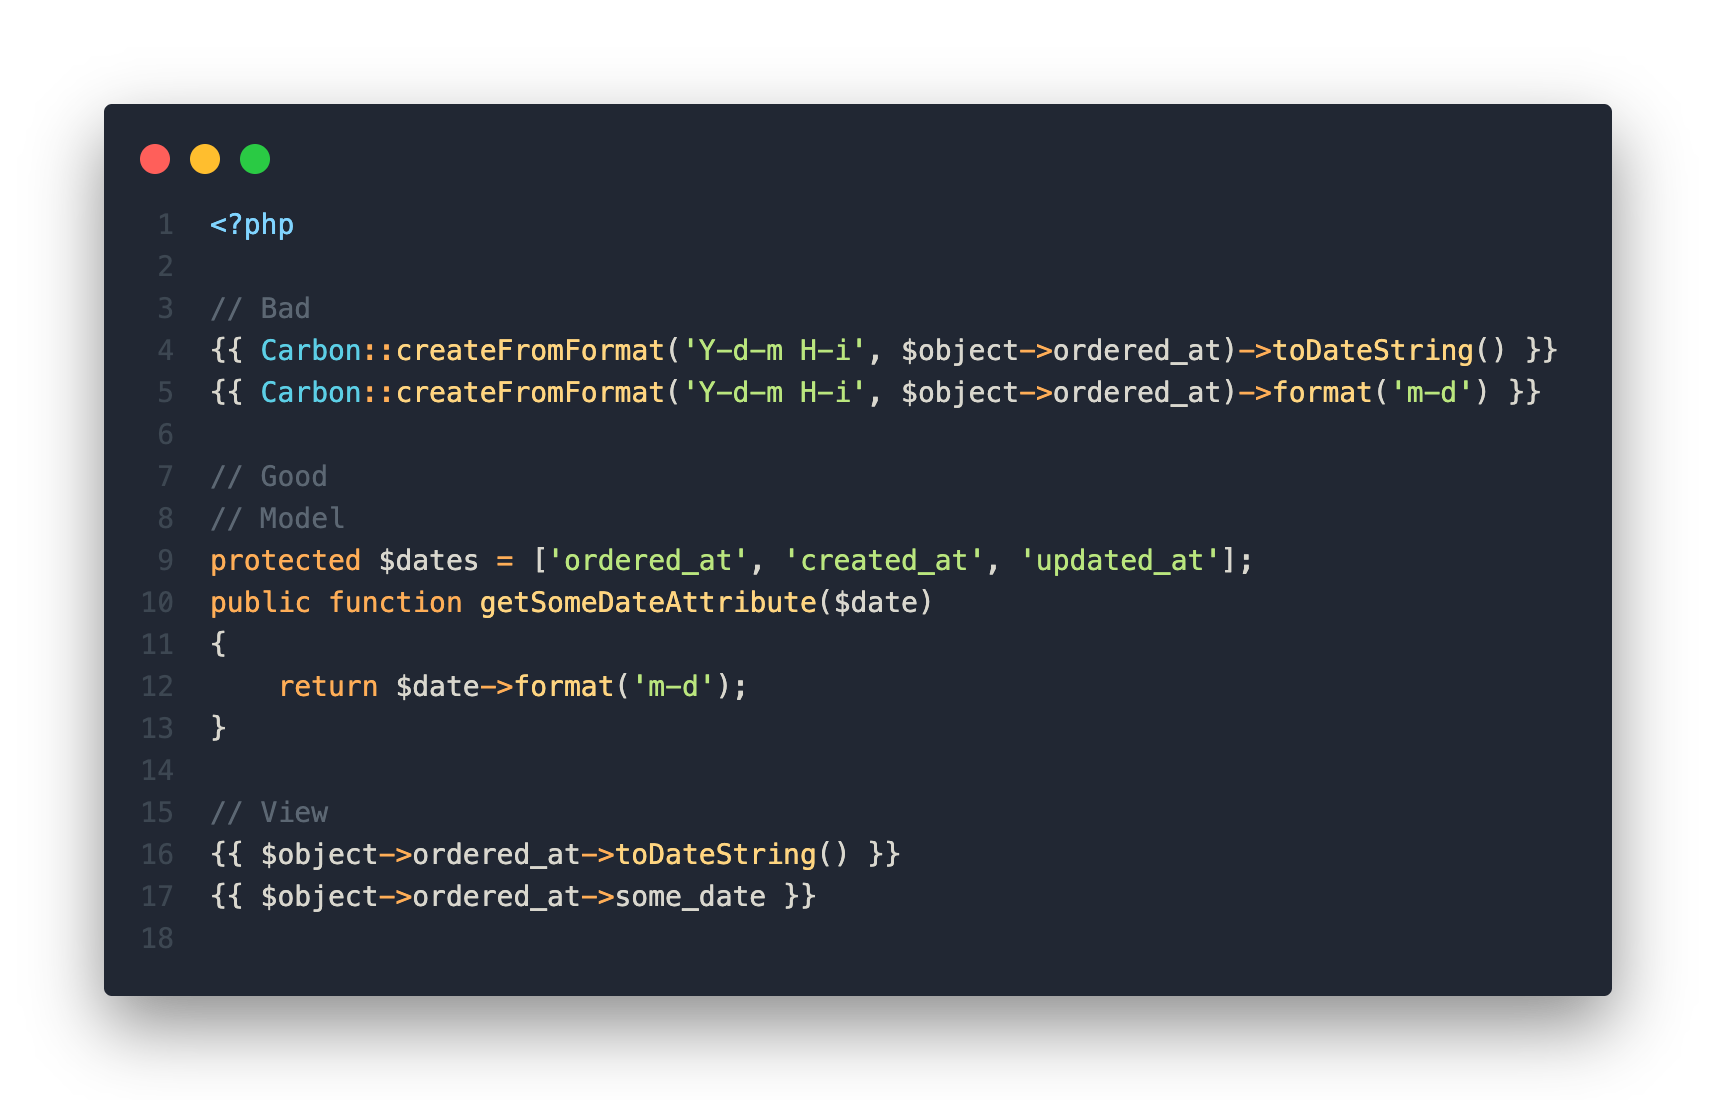 1 <?php
2
3 // Bad
4 {{ Carbon::createFromFormat('Y-d-m H-i', $object->ordered_at)->toDateString() }}
5 {{ Carbon::createFromFormat('Y-d-m H-i', $object->ordered_at)->format('m-d') }}
6
7 // Good
8 // Model
9 protected $dates = ['ordered_at', 'created_at', 'updated_at'];
10 public function getSomeDateAttribute($date)
11 {
12     return $date->format('m-d');
13 }
14
15 // View
16 {{ $object->ordered_at->toDateString() }}
17 {{ $object->ordered_at->some_date }}
18